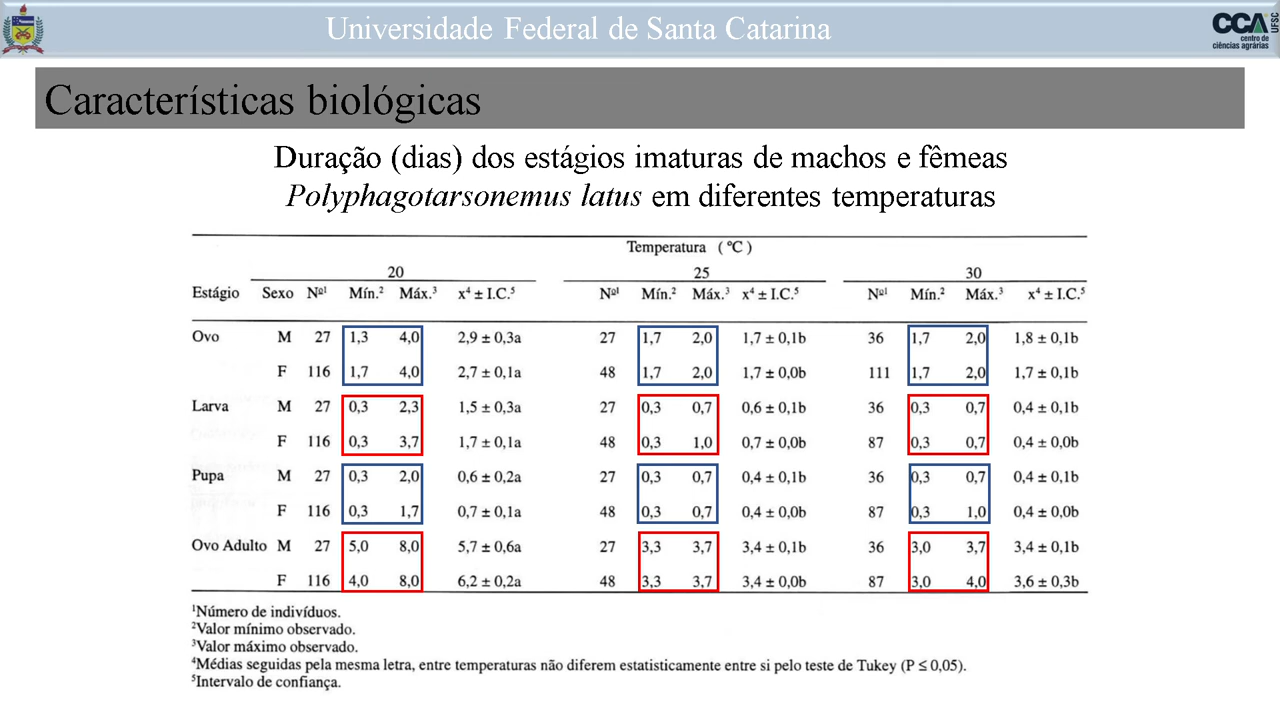 Universidade Federal de Santa Catarina
CCA UFSC
centro de
ciências agrárias
Características biológicas
Duração (dias) dos estágios imaturas de machos e fêmeas
Polyphagotarsonemus latus em diferentes temperaturas
Temperatura (ºC)
20 25 30
Estágio Sexo Nº¹ Mín.² Máx.³ x⁴ ± I.C.⁵ Nº¹ Mín.² Máx.³ x⁴ ± I.C.⁵ Nº¹ Mín.² Máx.³ x⁴ ± I.C.⁵
Ovo M 27 1,3 4,0 2,9 ± 0,3a 27 1,7 2,0 1,7 ± 0,1b 36 1,7 2,0 1,8 ± 0,1b
F 116 1,7 4,0 2,7 ± 0,1a 48 1,7 2,0 1,7 ± 0,0b 111 1,7 2,0 1,7 ± 0,1b
Larva M 27 0,3 2,3 1,5 ± 0,3a 27 0,3 0,7 0,6 ± 0,1b 36 0,3 0,7 0,4 ± 0,1b
F 116 0,3 3,7 1,7 ± 0,1a 48 0,3 1,0 0,7 ± 0,0b 87 0,3 0,7 0,4 ± 0,0b
Pupa M 27 0,3 2,0 0,6 ± 0,2a 27 0,3 0,7 0,4 ± 0,1b 36 0,3 0,7 0,4 ± 0,1b
F 116 0,3 1,7 0,7 ± 0,1a 48 0,3 0,7 0,4 ± 0,0b 87 0,3 1,0 0,4 ± 0,0b
Ovo Adulto M 27 5,0 8,0 5,7 ± 0,6a 27 3,3 3,7 3,4 ± 0,1b 36 3,0 3,7 3,4 ± 0,1b
F 116 4,0 8,0 6,2 ± 0,2a 48 3,3 3,7 3,4 ± 0,0b 87 3,0 4,0 3,6 ± 0,3b
¹Número de indivíduos.
²Valor mínimo observado.
³Valor máximo observado.
⁴Médias seguidas pela mesma letra, entre temperaturas não diferem estatisticamente entre si pelo teste de Tukey (P ≤ 0,05).
⁵Intervalo de confiança.